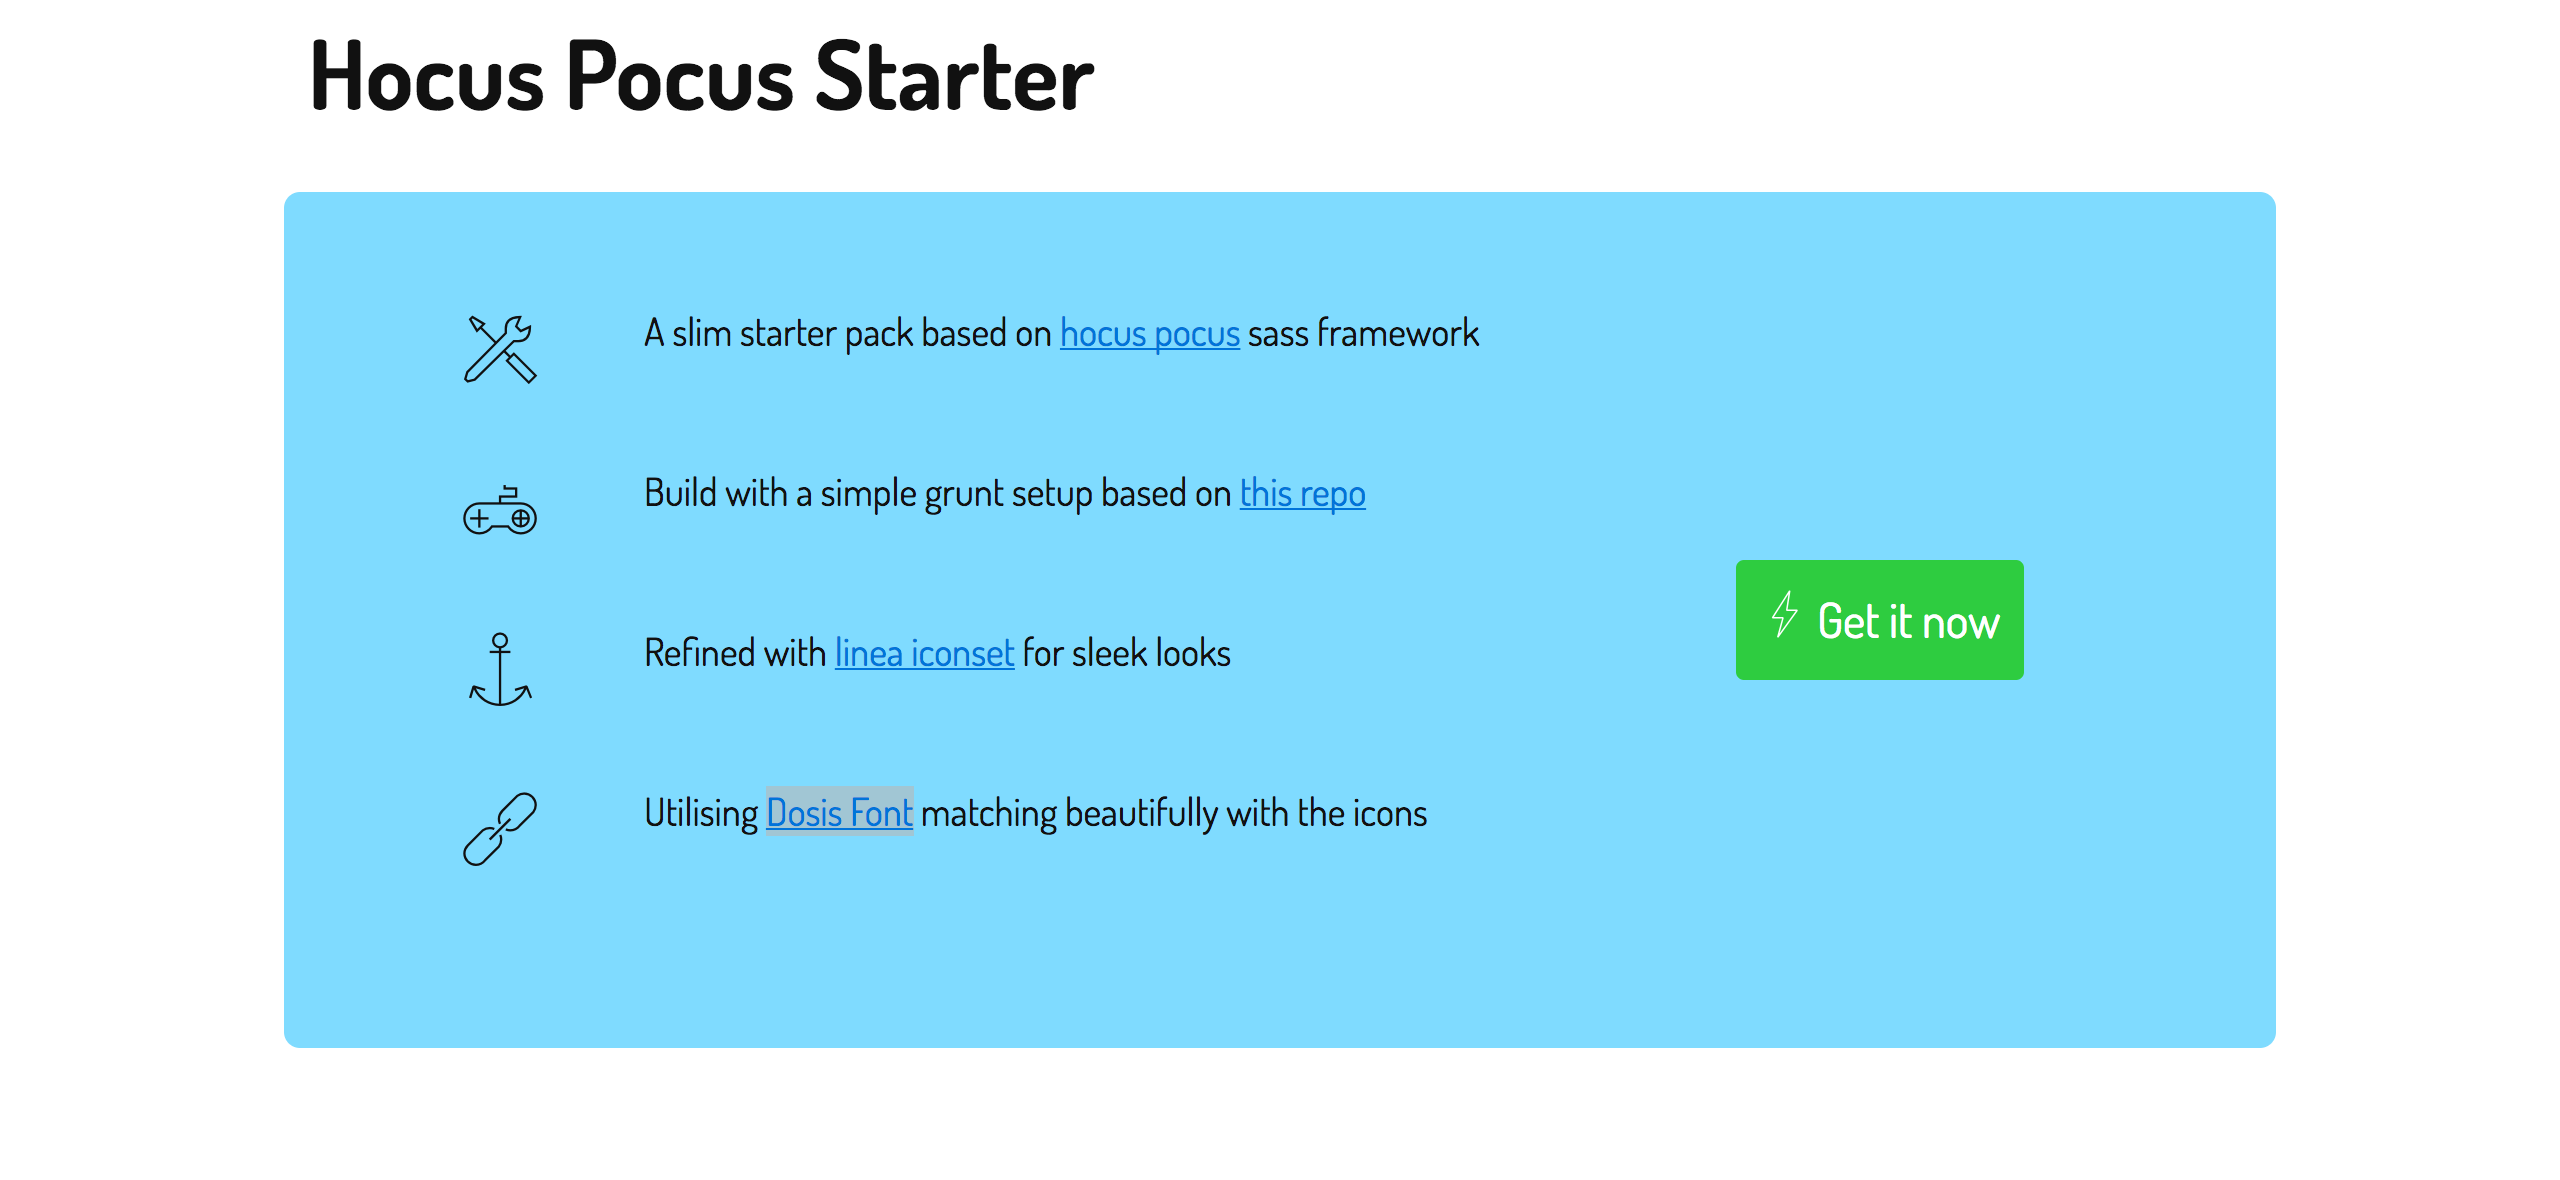 Hocus Pocus Starter
A slim starter pack based on hocus pocus sass framework
Build with a simple grunt setup based on this repo
Refined with linea iconset for sleek looks
Utilising Dosis Font matching beautifully with the icons
Get it now